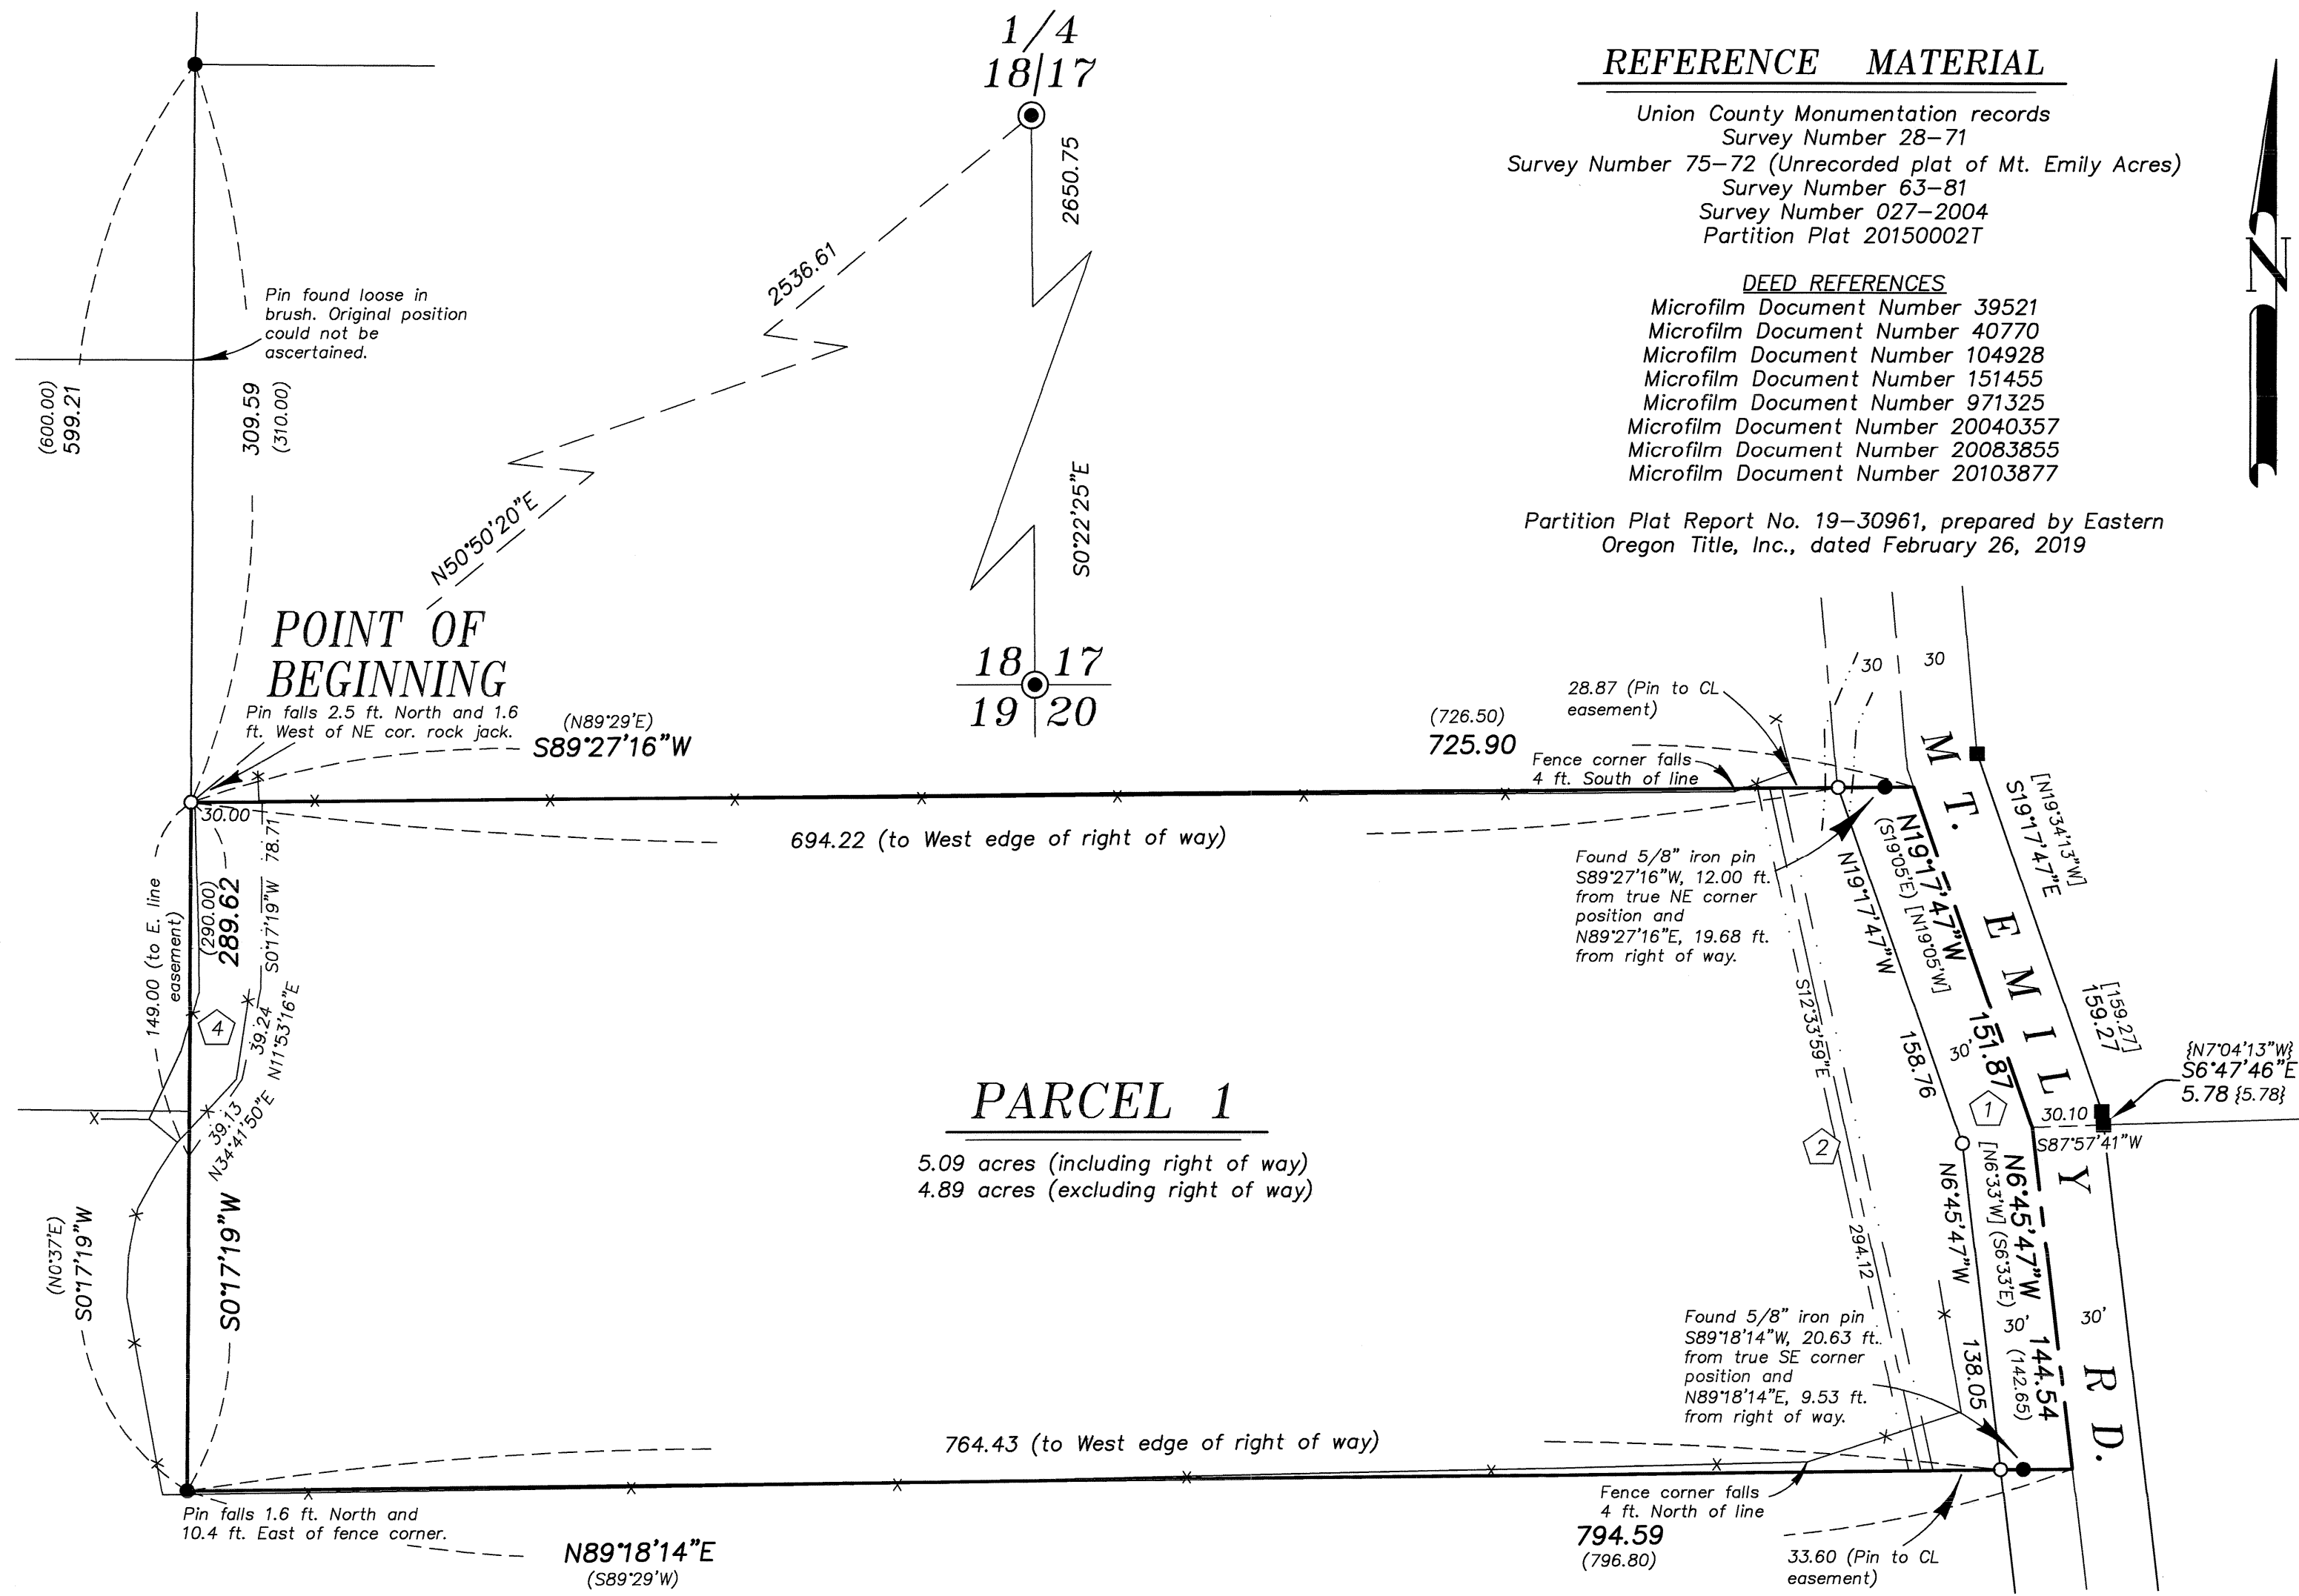 1/4
18|17
2650.75
2536.61
N50°50'20"E
S0°22'25"E
18 17
19 20
REFERENCE MATERIAL
Union County Monumentation records
Survey Number 28-71
Survey Number 75-72 (Unrecorded plat of Mt. Emily Acres)
Survey Number 63-81
Survey Number 027-2004
Partition Plat 20150002T
DEED REFERENCES
Microfilm Document Number 39521
Microfilm Document Number 40770
Microfilm Document Number 104928
Microfilm Document Number 151455
Microfilm Document Number 971325
Microfilm Document Number 20040357
Microfilm Document Number 20083855
Microfilm Document Number 20103877
Partition Plat Report No. 19-30961, prepared by Eastern
Oregon Title, Inc., dated February 26, 2019
N
Pin found loose in
brush. Original position
could not be
ascertained.
(600.00)
599.21
309.59
(310.00)
POINT OF
BEGINNING
Pin falls 2.5 ft. North and 1.6
ft. West of NE cor. rock jack.
(N89°29'E)
S89°27'16"W
(726.50)
725.90
28.87 (Pin to CL
easement)
Fence corner falls
4 ft. South of line
30
30
30.00
694.22 (to West edge of right of way)
149.00 (to E. line
easement)
(290.00)
289.62
S0°17'19"W 78.71
4
39.24
N11°53'16"E
39.13
N34°41'50"E
(N0°37'E)
S0°17'19"W
S0°17'19"W
Found 5/8" iron pin
S89°27'16"W, 12.00 ft.
from true NE corner
position and
N89°27'16"E, 19.68 ft.
from right of way.
MT. EMILY RD.
[N19°34'13"W]
S19°17'47"E
N19°17'47"W
(S19°05'E) [N19°05'W]
N19°17'47"W
[159.27]
159.27
151.87
158.76
30'
1
S12°33'59"E
2
294.12
{N7°04'13"W}
S6°47'46"E
5.78 {5.78}
30.10
S87°57'41"W
PARCEL 1
5.09 acres (including right of way)
4.89 acres (excluding right of way)
N6°45'47"W
[N6°33'W] (S6°33'E)
N6°45'47"W
30'
30'
144.54
(142.65)
138.05
Found 5/8" iron pin
S89°18'14"W, 20.63 ft.
from true SE corner
position and
N89°18'14"E, 9.53 ft.
from right of way.
764.43 (to West edge of right of way)
Pin falls 1.6 ft. North and
10.4 ft. East of fence corner.
N89°18'14"E
(S89°29'W)
Fence corner falls
4 ft. North of line
794.59
(796.80)
33.60 (Pin to CL
easement)